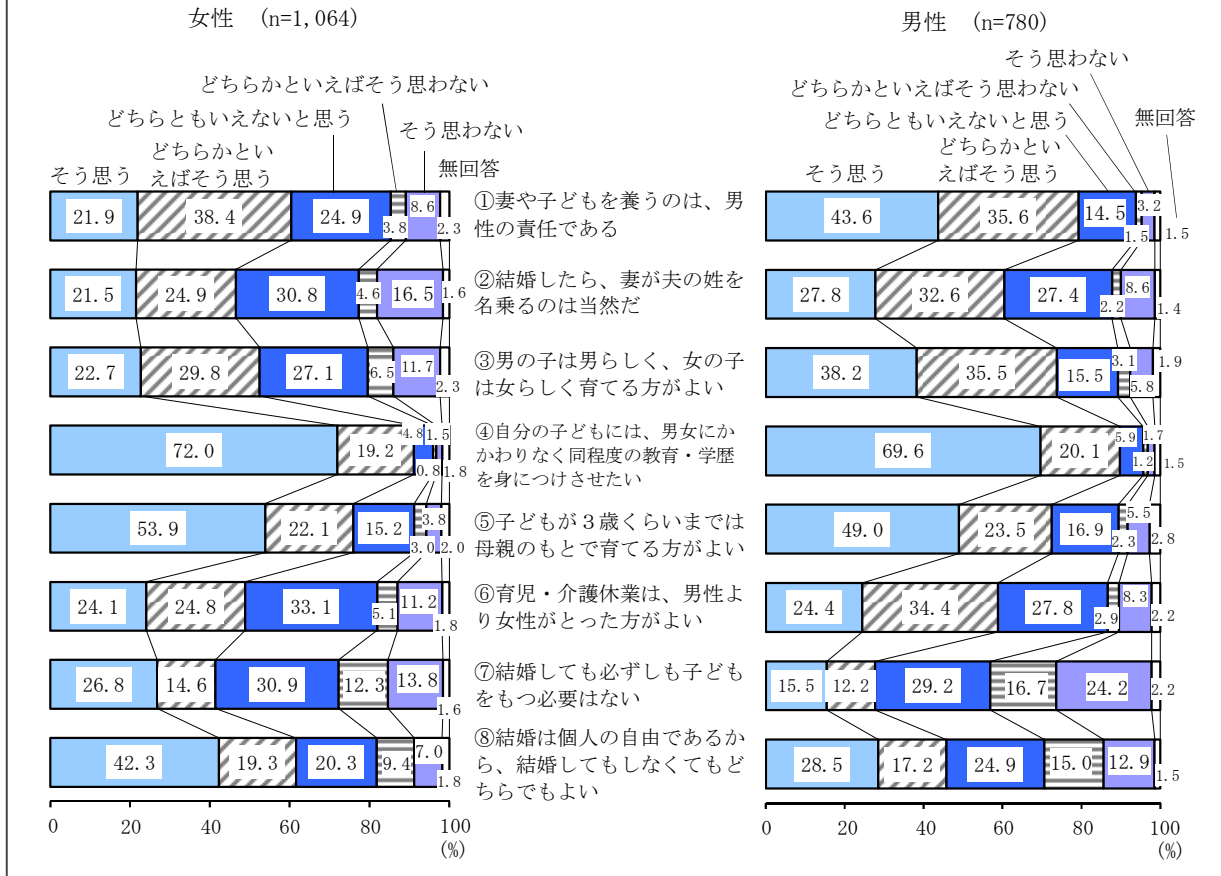 女性　(n=1,064)
どちらかといえばそう思わない
どちらともいえないと思う
そう思わない
そう思う
どちらかとい
えばそう思う
無回答
21.9 38.4 24.9 3.8 8.6 2.3
21.5 24.9 30.8 4.6 16.5 1.6
22.7 29.8 27.1 6.5 11.7 2.3
72.0 19.2 4.8 0.8 1.5 1.8
53.9 22.1 15.2 3.0 3.8 2.0
24.1 24.8 33.1 5.1 11.2 1.8
26.8 14.6 30.9 12.3 13.8 1.6
42.3 19.3 20.3 9.4 7.0 1.8
0 20 40 60 80 100
(%)
①妻や子どもを養うのは、男
性の責任である
②結婚したら、妻が夫の姓を
名乗るのは当然だ
③男の子は男らしく、女の子
は女らしく育てる方がよい
④自分の子どもには、男女にか
かわりなく同程度の教育・学歴
を身につけさせたい
⑤子どもが３歳くらいまでは
母親のもとで育てる方がよい
⑥育児・介護休業は、男性よ
り女性がとった方がよい
⑦結婚しても必ずしも子ども
をもつ必要はない
⑧結婚は個人の自由であるか
ら、結婚してもしなくてもど
ちらでもよい
男性　(n=780)
そう思わない
どちらかといえばそう思わない
どちらともいえないと思う
無回答
そう思う
どちらかとい
えばそう思う
43.6 35.6 14.5 1.5 3.2 1.5
27.8 32.6 27.4 2.2 8.6 1.4
38.2 35.5 15.5 3.1 5.8 1.9
69.6 20.1 5.9 1.2 1.7 1.5
49.0 23.5 16.9 2.3 5.5 2.8
24.4 34.4 27.8 2.9 8.3 2.2
15.5 12.2 29.2 16.7 24.2 2.2
28.5 17.2 24.9 15.0 12.9 1.5
0 20 40 60 80 100
(%)